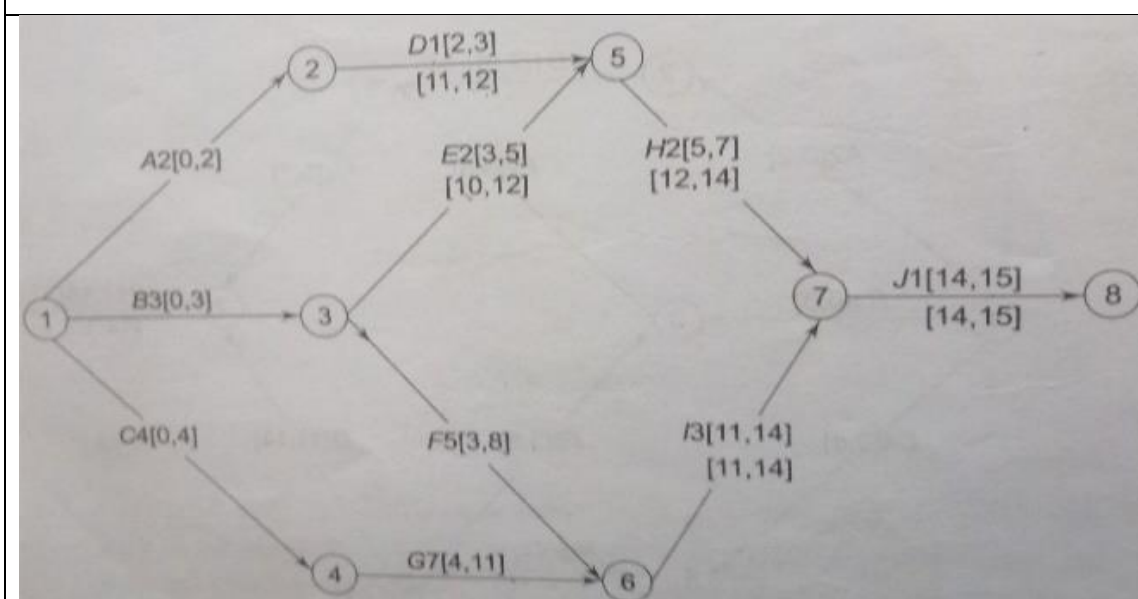 D1[2,3]
2
5
[11,12]
A2[0,2]
E2[3,5]
[10,12]
H2[5,7]
[12,14]
B3[0,3]
J1[14,15]
1
3
7
8
[14,15]
C4[0,4]
F5[3,8]
I3[11,14]
[11,14]
G7[4,11]
4
6